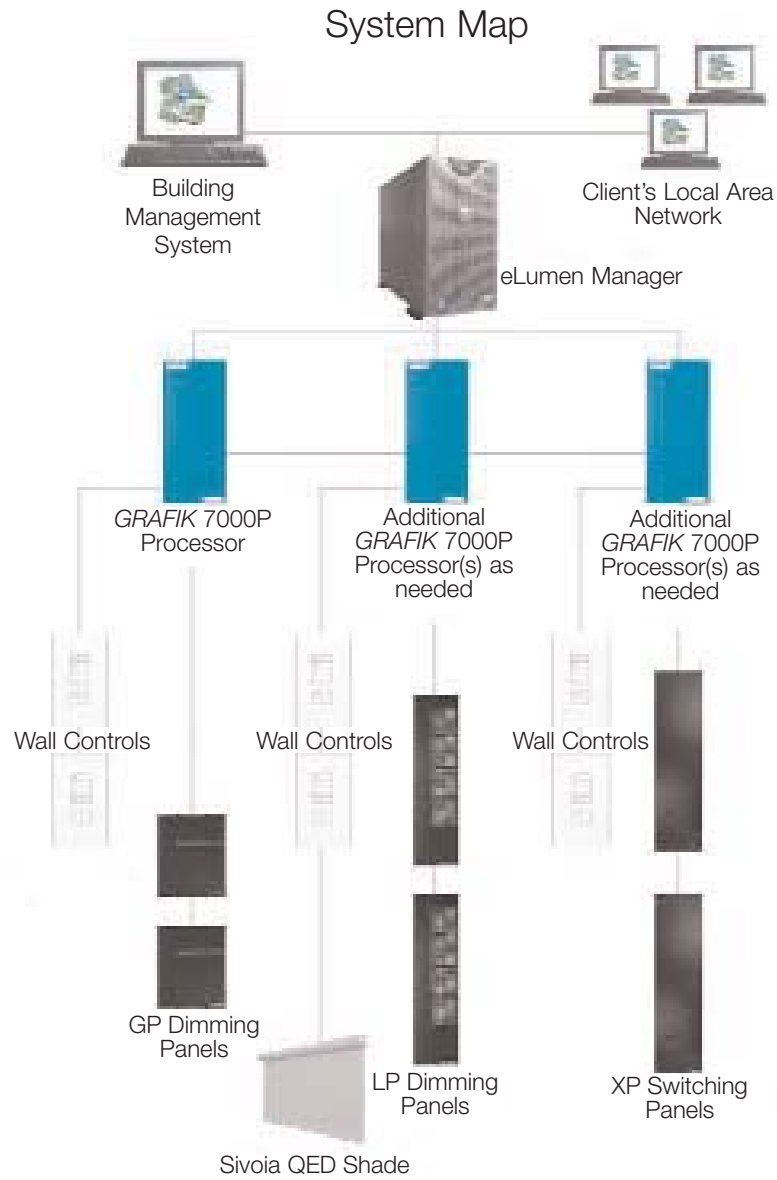 System Map
Building
Management
System
Client's Local Area
Network
eLumen Manager
GRAFIK 7000P
Processor
Additional
GRAFIK 7000P
Processor(s) as
needed
Additional
GRAFIK 7000P
Processor(s) as
needed
Wall Controls
Wall Controls
Wall Controls
GP Dimming
Panels
LP Dimming
Panels
XP Switching
Panels
Sivoia QED Shade